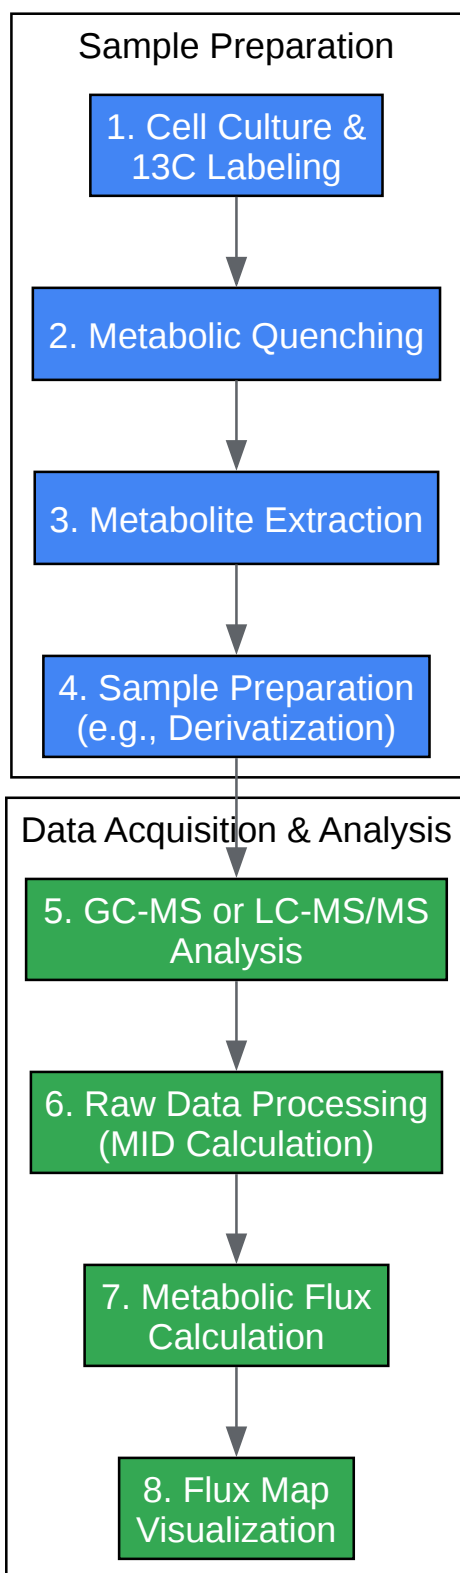 Sample Preparation
1. Cell Culture &
13C Labeling
2. Metabolic Quenching
3. Metabolite Extraction
4. Sample Preparation
(e.g., Derivatization)
Data Acquisition & Analysis
5. GC-MS or LC-MS/MS
Analysis
6. Raw Data Processing
(MID Calculation)
7. Metabolic Flux
Calculation
8. Flux Map
Visualization